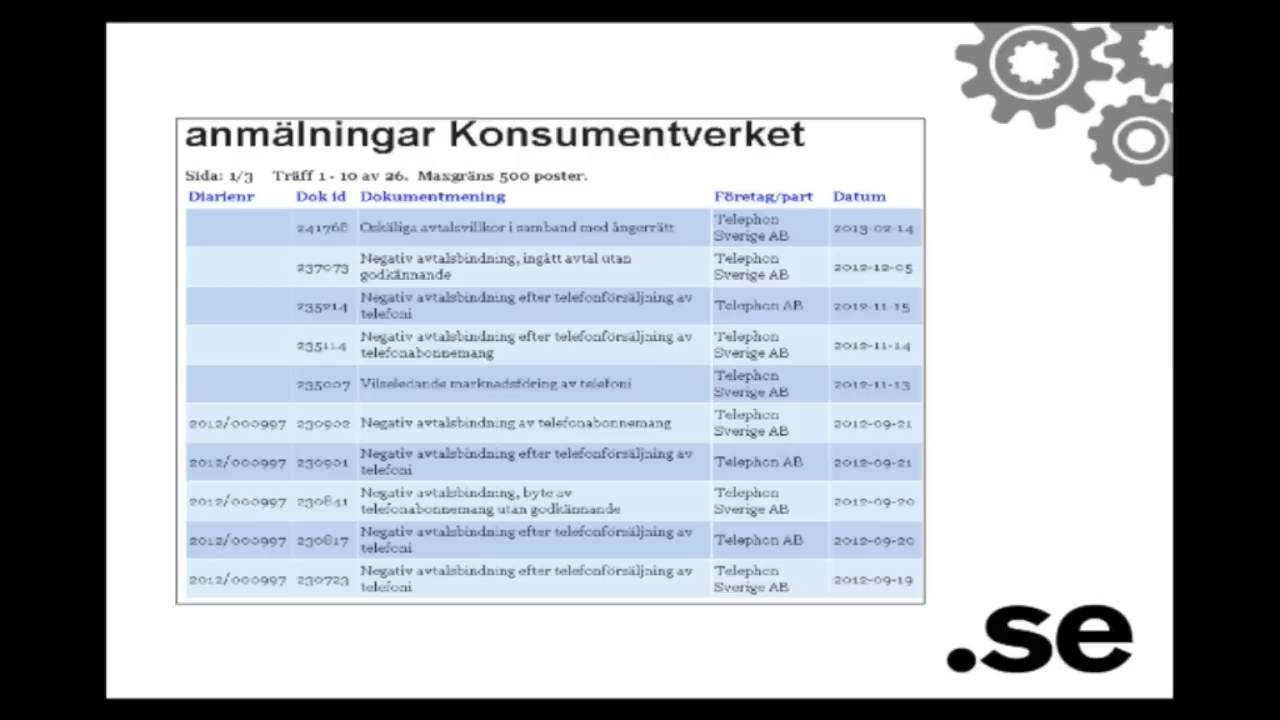 anmälningar Konsumentverket
Sida: 1/3 Träff 1 - 10 av 26. Maxgräns 500 poster.
Diarienr Dok id Dokumentmening Företag/part Datum
241768 Oskäliga avtalsvillkor i samband med ångerrätt Telephon Sverige AB 2013-02-14
237073 Negativ avtalsbindning, ingått avtal utan godkännande Telephon Sverige AB 2012-12-05
235214 Negativ avtalsbindning efter telefonförsäljning av telefoni Telephon AB 2012-11-15
235114 Negativ avtalsbindning efter telefonförsäljning av telefonabonnemang Telephon Sverige AB 2012-11-14
235007 Vilseledande marknadsföring av telefoni Telephon Sverige AB 2012-11-13
2012/000997 230902 Negativ avtalsbindning av telefonabonnemang Telephon Sverige AB 2012-09-21
2012/000997 230901 Negativ avtalsbindning efter telefonförsäljning av telefoni Telephon AB 2012-09-21
2012/000997 230841 Negativ avtalsbindning, byte av telefonabonnemang utan godkännande Telephon Sverige AB 2012-09-20
2012/000997 230817 Negativ avtalsbindning efter telefonförsäljning av telefoni Telephon AB 2012-09-20
2012/000997 230723 Negativ avtalsbindning efter telefonförsäljning av telefoni Telephon Sverige AB 2012-09-19
.se